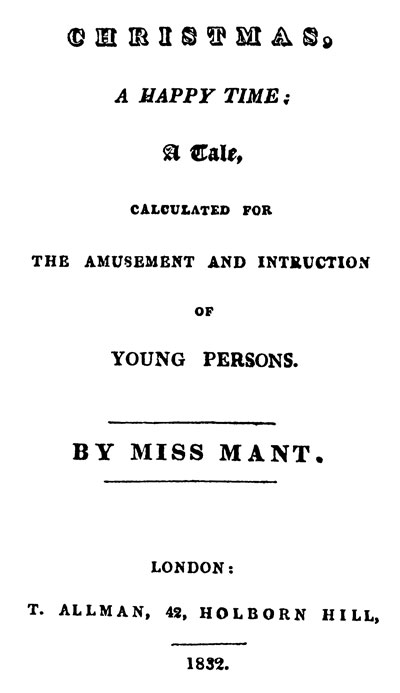 CHRISTMAS,
A HAPPY TIME;
A Tale,
CALCULATED FOR
THE AMUSEMENT AND INTRUCTION
OF
YOUNG PERSONS.
BY MISS MANT.
LONDON:
T. ALLMAN, 42, HOLBORN HILL,
1832.